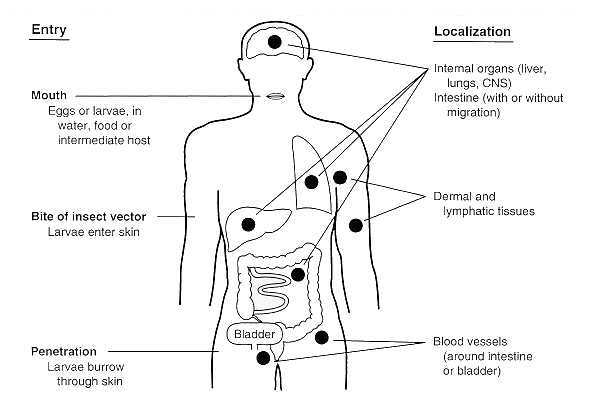 Entry
Mouth
Eggs or larvae, in
water, food or
intermediate host
Bite of insect vector
Larvae enter skin
Penetration
Larvae burrow
through skin
Bladder
Localization
Internal organs (liver,
lungs, CNS)
Intestine (with or without
migration)
Dermal and
lymphatic tissues
Blood vessels
(around intestine
or bladder)